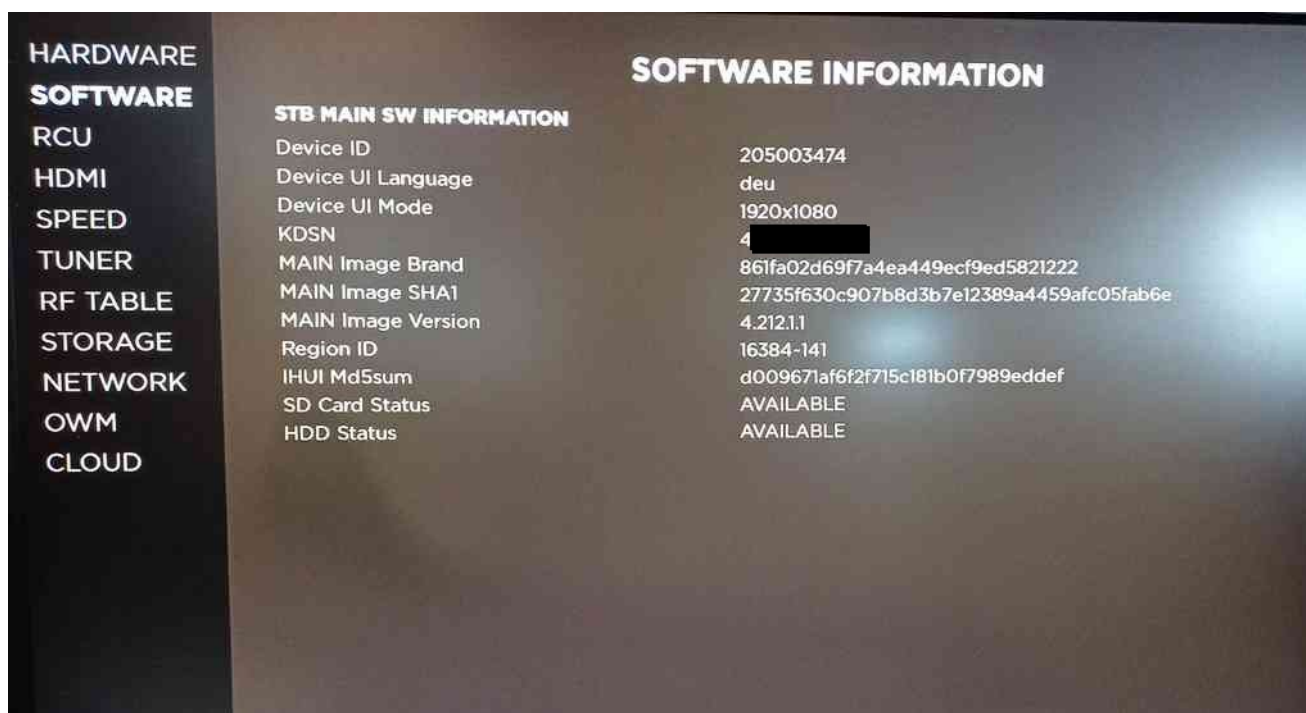 HARDWARE
SOFTWARE
RCU
HDMI
SPEED
TUNER
RF TABLE
STORAGE
NETWORK
OWM
CLOUD
SOFTWARE INFORMATION
STB MAIN SW INFORMATION
Device ID 205003474
Device UI Language deu
Device UI Mode 1920x1080
KDSN 4
MAIN Image Brand 861fa02d69f7a4ea449ecf9ed5821222
MAIN Image SHA1 27735f630c907b8d3b7e12389a4459afc05fab6e
MAIN Image Version 4.212.1.1
Region ID 16384-141
IHUI Md5sum d009671af6f2f715c181b0f7989eddef
SD Card Status AVAILABLE
HDD Status AVAILABLE